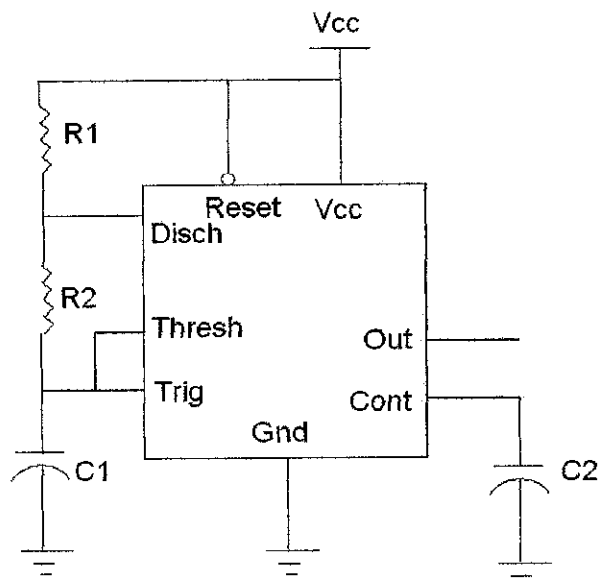 Vcc
R1
Reset
Vcc
Disch
R2
Thresh
Out
Trig
Cont
Gnd
C1
C2